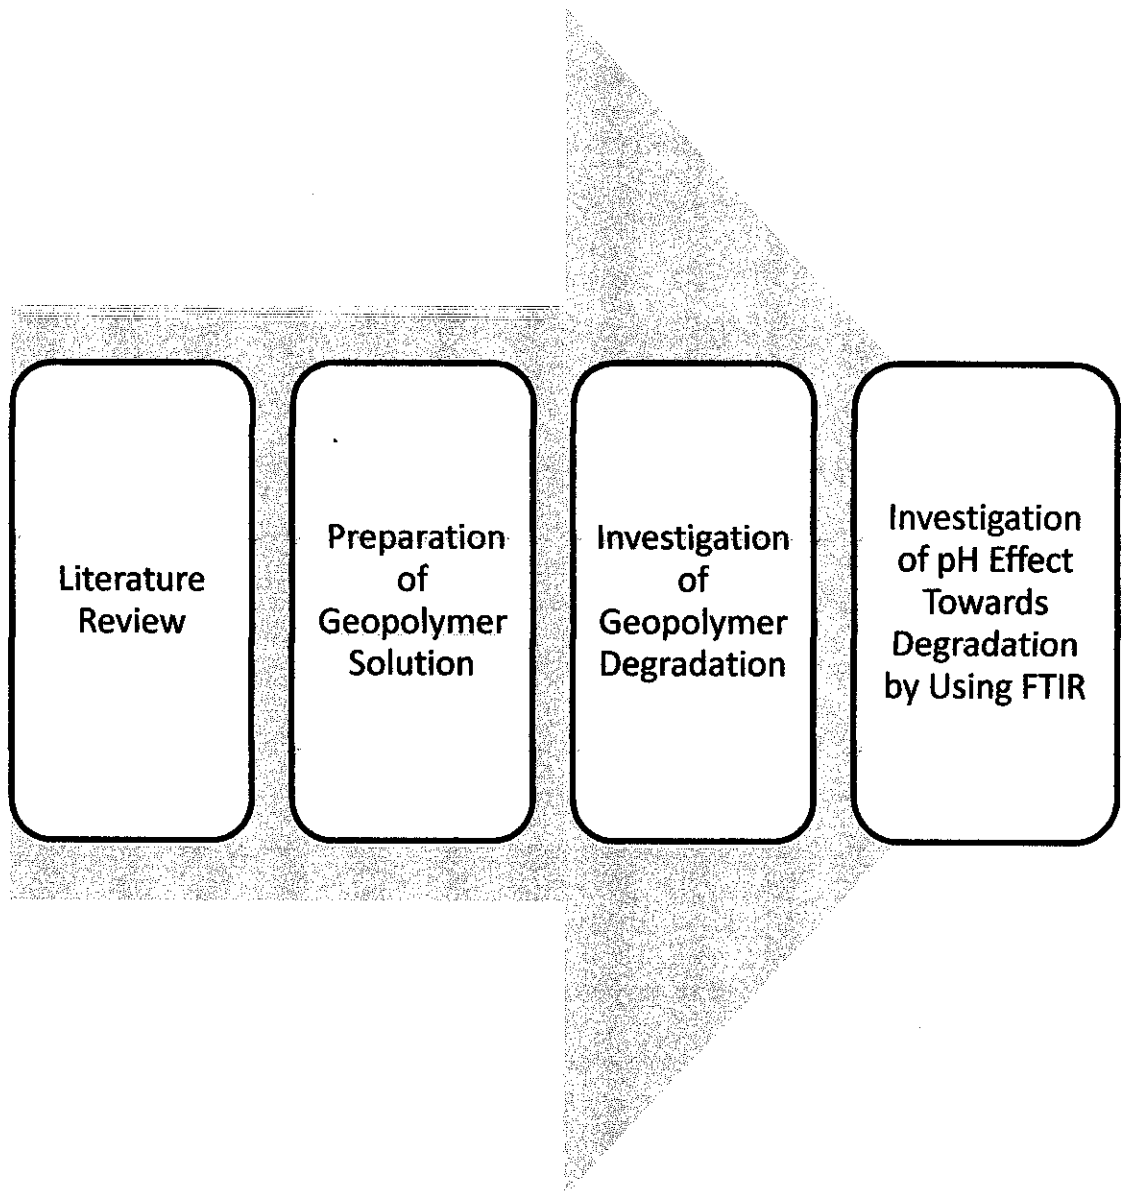 Literature
Review
Preparation
of
Geopolymer
Solution
Investigation
of
Geopolymer
Degradation
Investigation
of pH Effect
Towards
Degradation
by Using FTIR